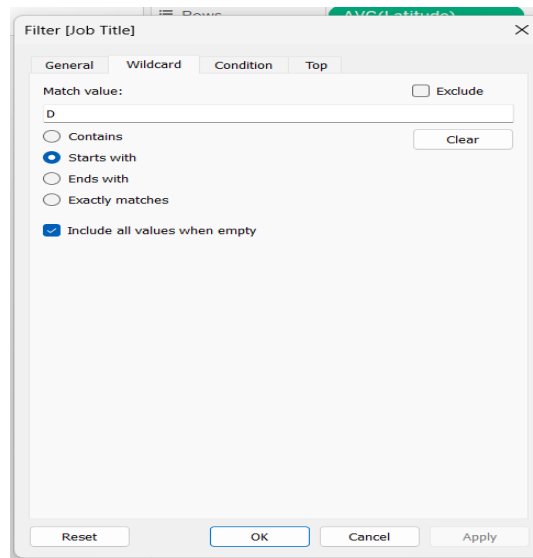 Rows AVG(Latitude)
Filter [Job Title]
General Wildcard Condition Top
Match value: Exclude
D
Contains Clear
Starts with
Ends with
Exactly matches
Include all values when empty
Reset OK Cancel Apply